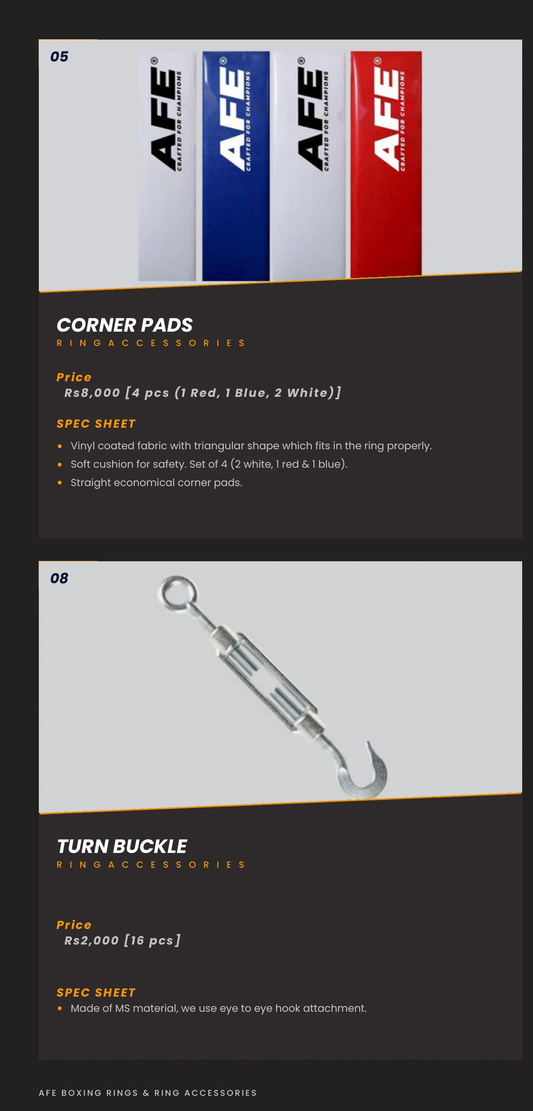 05
AFE®
CRAFTED FOR CHAMPIONS
AFE®
CRAFTED FOR CHAMPIONS
AFE®
CRAFTED FOR CHAMPIONS
AFE®
CRAFTED FOR CHAMPIONS
CORNER PADS
RINGACCESSORIES
Price
Rs8,000 [4 pcs (1 Red, 1 Blue, 2 White)]
SPEC SHEET
• Vinyl coated fabric with triangular shape which fits in the ring properly.
• Soft cushion for safety. Set of 4 (2 white, 1 red & 1 blue).
• Straight economical corner pads.
08
TURN BUCKLE
RINGACCESSORIES
Price
Rs2,000 [16 pcs]
SPEC SHEET
• Made of MS material, we use eye to eye hook attachment.
AFE BOXING RINGS & RING ACCESSORIES